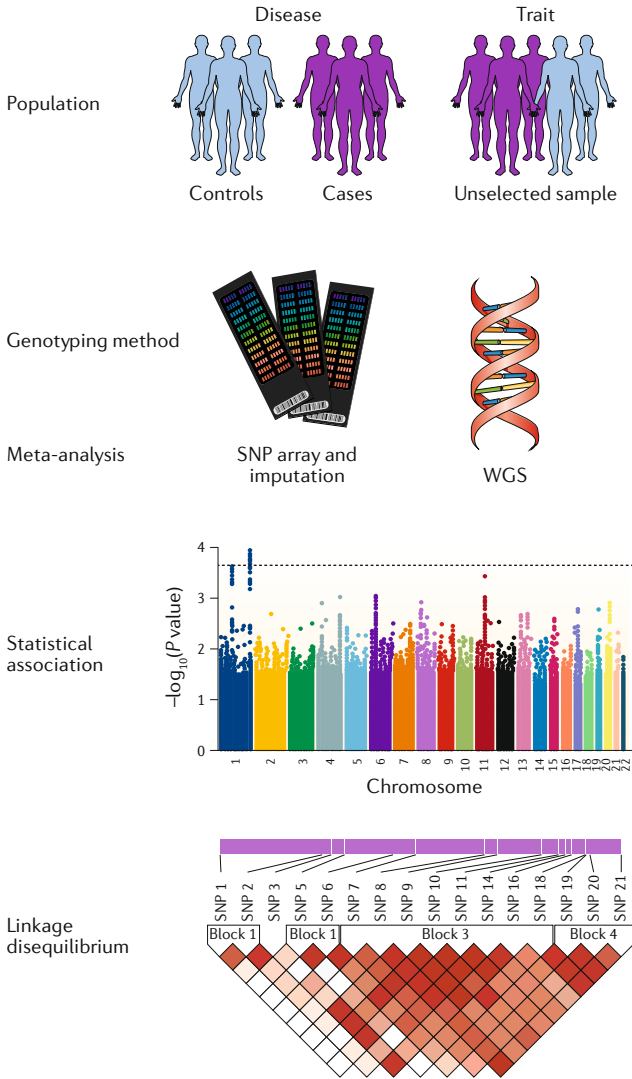 Disease
Trait
Population
Controls
Cases
Unselected sample
Genotyping method
Meta-analysis
SNP array and
imputation
WGS
Statistical
association
–log10(P value)
4
3
2
1
0
1
2
3
4
5
6
7
8
9
10
11
12
13
14
15
16
17
18
19
20
21
22
Chromosome
Linkage
disequilibrium
SNP 1
SNP 2
SNP 3
SNP 5
SNP 6
SNP 7
SNP 8
SNP 9
SNP 10
SNP 11
SNP 14
SNP 16
SNP 18
SNP 19
SNP 20
SNP 21
Block 1
Block 1
Block 3
Block 4